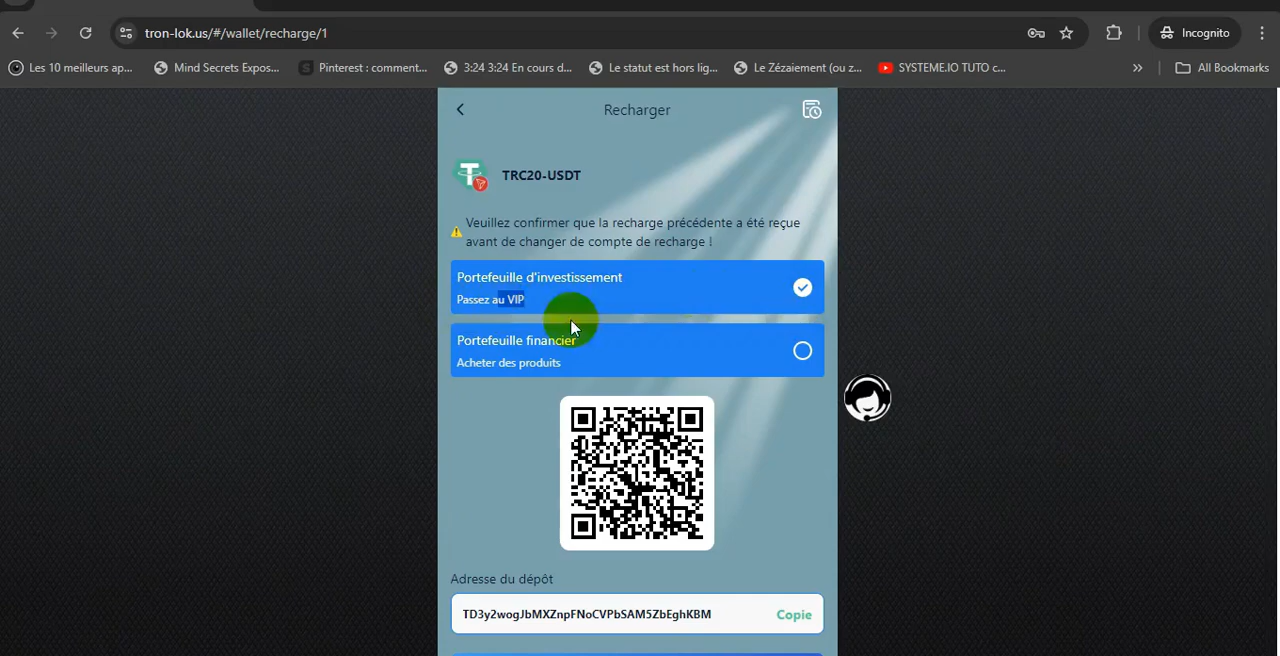 tron-lok.us/#/wallet/recharge/1
Incognito
Les 10 meilleurs ap...
Mind Secrets Expos...
Pinterest : comment...
3:24 3:24 En cours d...
Le statut est hors lig...
Le Zézaiement (ou z...
SYSTEME.IO TUTO c...
»
All Bookmarks
Recharger
TRC20-USDT
Veuillez confirmer que la recharge précédente a été reçue
avant de changer de compte de recharge !
Portefeuille d'investissement
Passez au VIP
Portefeuille financier
Acheter des produits
Adresse du dépôt
TD3y2wogJbMXZnpFNoCVPbSAM5ZbEghKBM
Copie